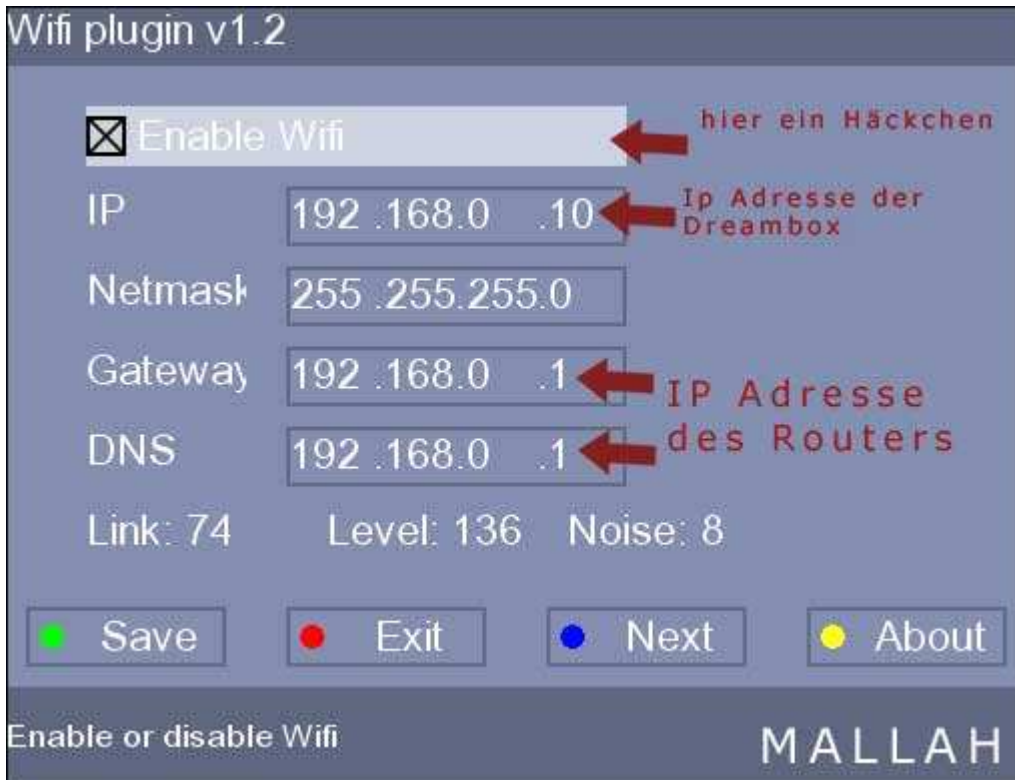 Wifi plugin v1.2
Enable Wifi
hier ein Häckchen
IP
192 .168.0 .10
Ip Adresse der
Dreambox
Netmask
255 .255.255.0
Gateway
192 .168.0 .1
IP Adresse
des Routers
DNS
192 .168.0 .1
Link: 74 Level: 136 Noise: 8
Save Exit Next About
Enable or disable Wifi
MALLAH